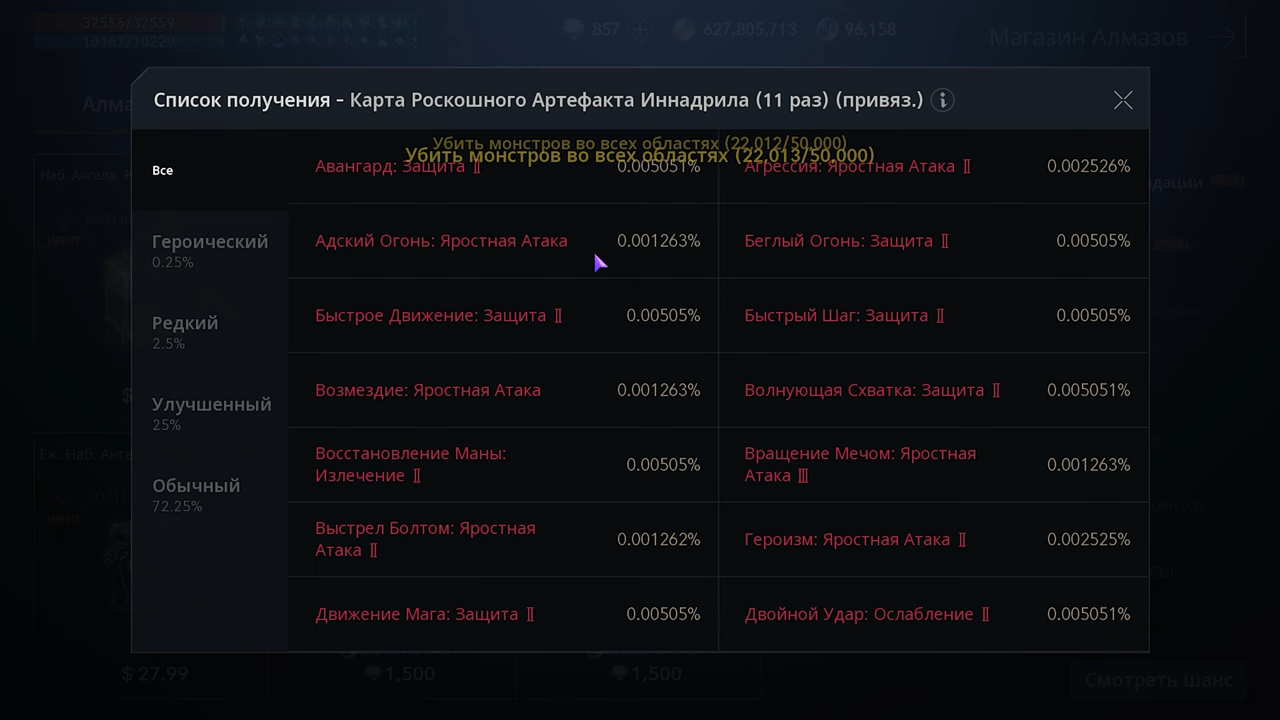 32556/32559
10167/10229
857
627,805,713
96,158
Магазин Алмазов
Список получения - Карта Роскошного Артефакта Иннадрила (11 раз) (привяз.)
Убить монстров во всех областях (22,012/50,000)
Убить монстров во всех областях (22,013/50,000)
Все
Авангард: Защита II
0.005051%
Агрессия: Яростная Атака II
0.002526%
Героический
0.25%
Адский Огонь: Яростная Атака
0.001263%
Беглый Огонь: Защита II
0.00505%
Редкий
2.5%
Быстрое Движение: Защита II
0.00505%
Быстрый Шаг: Защита II
0.00505%
Улучшенный
25%
Возмездие: Яростная Атака
0.001263%
Волнующая Схватка: Защита II
0.005051%
Обычный
72.25%
Восстановление Маны:
Излечение II
0.00505%
Вращение Мечом: Яростная
Атака III
0.001263%
Выстрел Болтом: Яростная
Атака II
0.001262%
Героизм: Яростная Атака II
0.002525%
Движение Мага: Защита II
0.00505%
Двойной Удар: Ослабление II
0.005051%
$ 27.99
1,500
1,500
Смотреть шанс